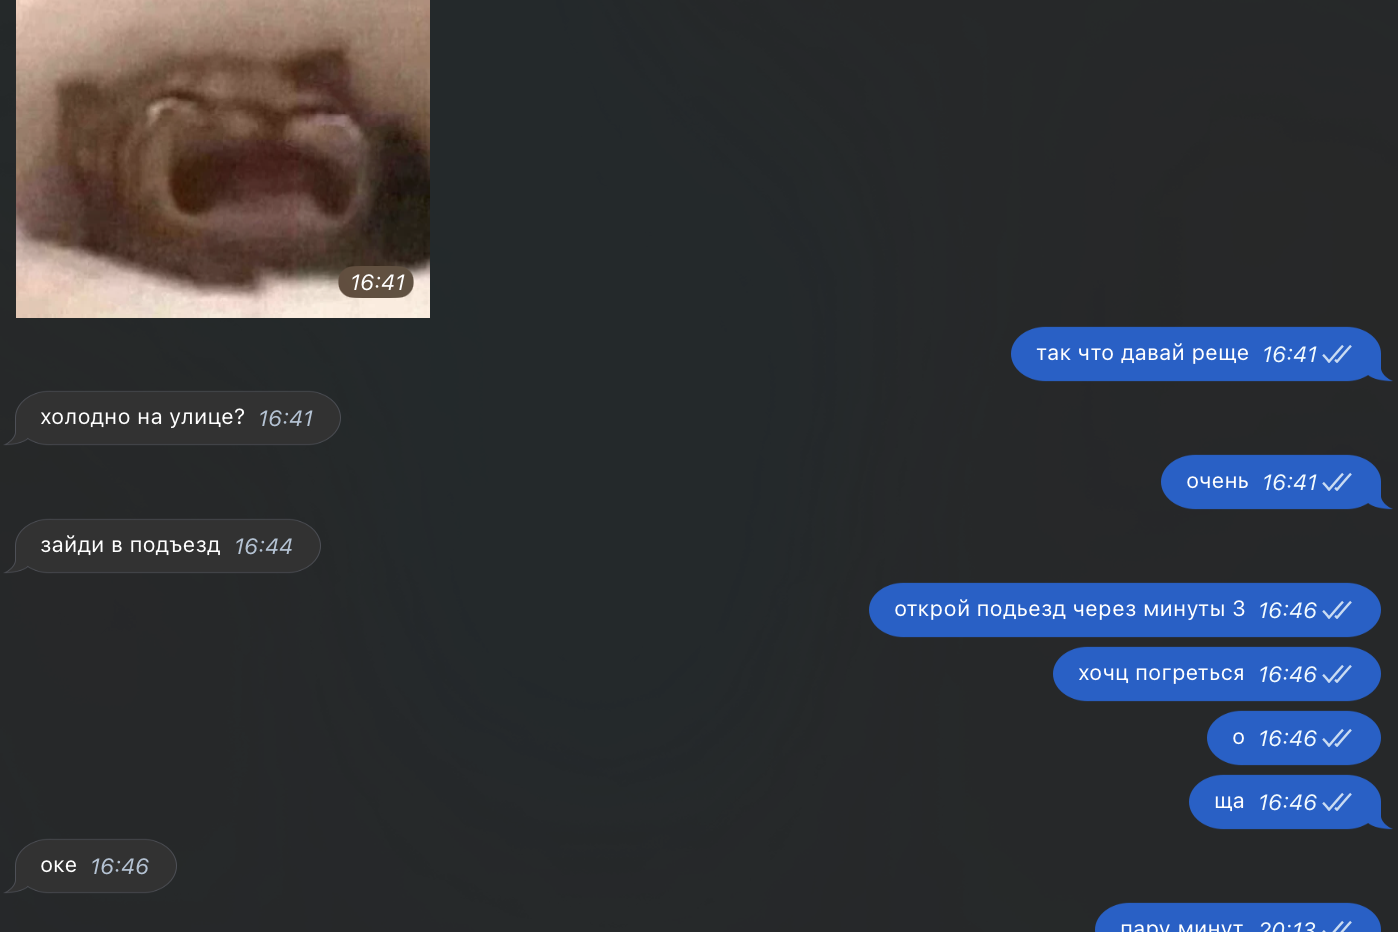 16:41
так что давай реще 16:41
холодно на улице? 16:41
очень 16:41
зайди в подъезд 16:44
открой подьезд через минуты 3 16:46
хочц погреться 16:46
о 16:46
ща 16:46
оке 16:46
пару минут 20:13